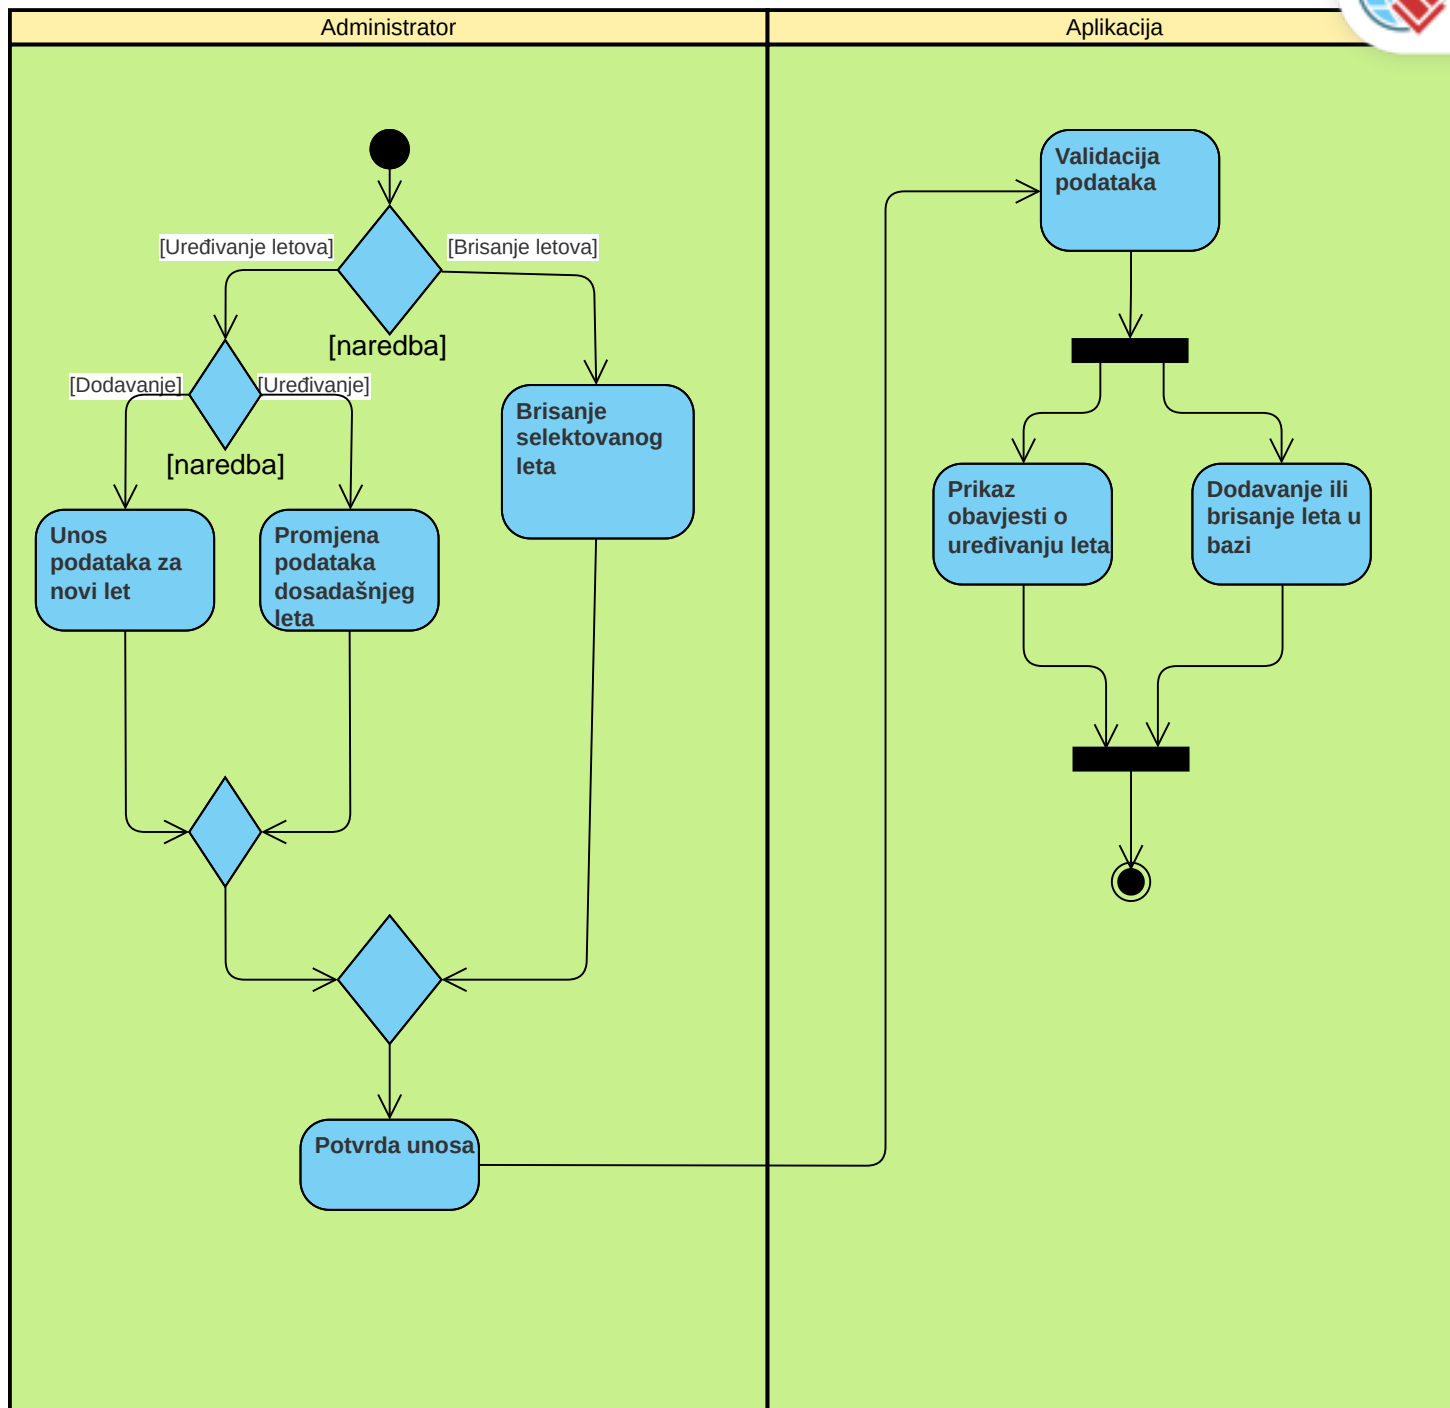 Administrator
Aplikacija
Validacija
podataka
[Uređivanje letova]
[Brisanje letova]
[naredba]
[Dodavanje]
[Uređivanje]
[naredba]
Brisanje
selektovanog
leta
Unos
podataka za
novi let
Promjena
podataka
dosadašnjeg
leta
Prikaz
obavjesti o
uređivanju leta
Dodavanje ili
brisanje leta u
bazi
Potvrda unosa